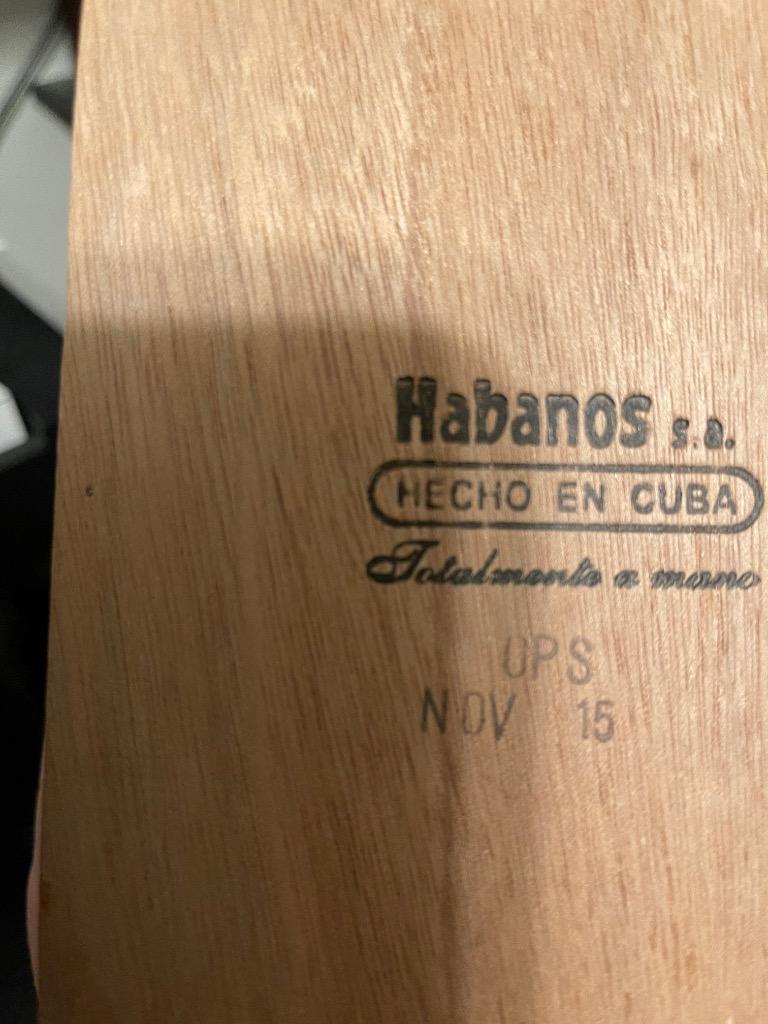 Habanos s.a.
HECHO EN CUBA
Totalmente a mano
UPS
NOV 15